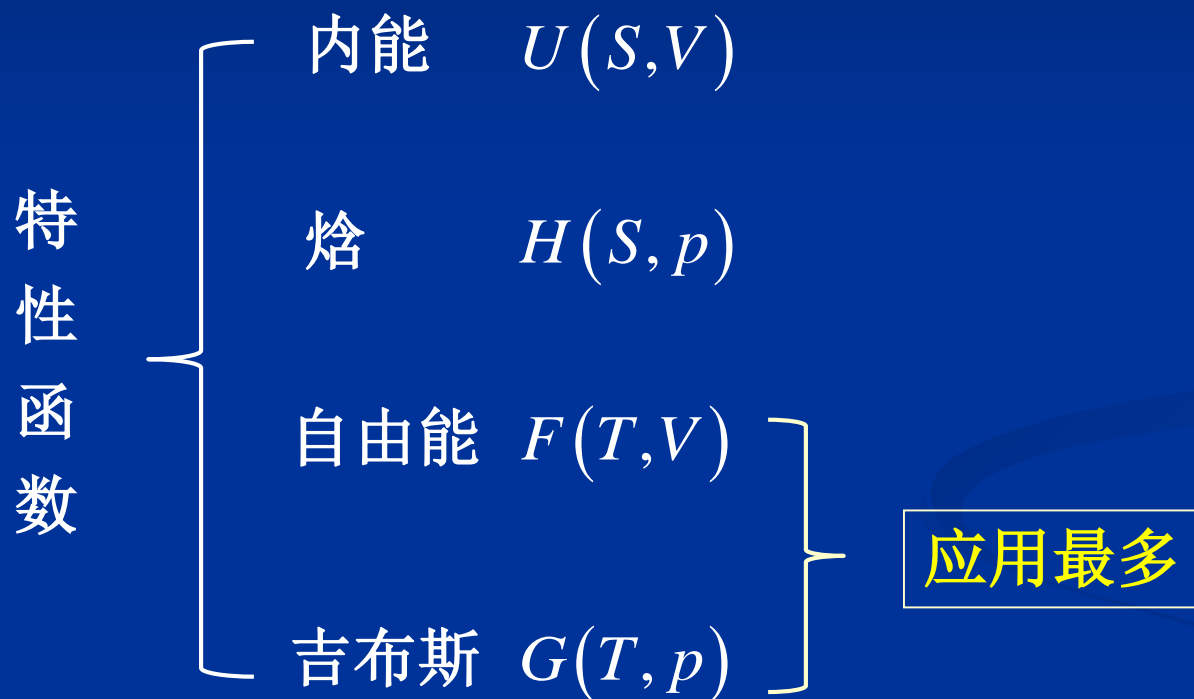 特性函数
内能 U(S,V)
焓 H(S,p)
自由能 F(T,V)
应用最多
吉布斯 G(T,p)